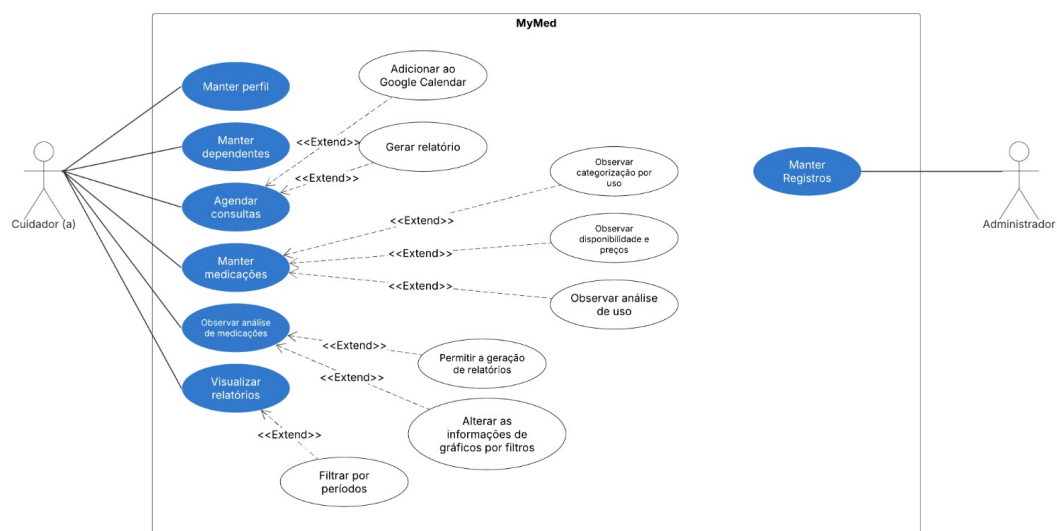 MyMed
Manter perfil
Adicionar ao
Google Calendar
Manter
dependentes
<<Extend>>
Gerar relatório
<<Extend>>
Agendar
consultas
Observar
categorização por
uso
Manter
Registros
Cuidador (a)
Administrador
<<Extend>>
Manter
medicações
<<Extend>>
Observar
disponibilidade e
preços
<<Extend>>
Observar análise
de uso
Observar análise
de medicações
<<Extend>>
Permitir a geração
de relatórios
Visualizar
relatórios
<<Extend>>
Alterar as
informações de
gráficos por filtros
<<Extend>>
Filtrar por
períodos